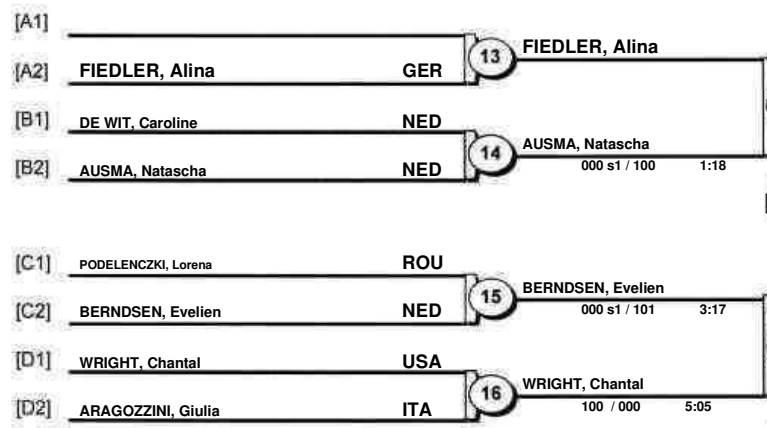 [A1]
13 FIEDLER, Alina
[A2] FIEDLER, Alina GER
[B1] DE WIT, Caroline NED
14 AUSMA, Natascha
[B2] AUSMA, Natascha NED
000 s1 / 100 1:18
[C1] PODELENCZKI, Lorena ROU
15 BERNDSEN, Evelien
[C2] BERNDSEN, Evelien NED
000 s1 / 101 3:17
[D1] WRIGHT, Chantal USA
16 WRIGHT, Chantal
[D2] ARAGOZZINI, Giulia ITA
100 / 000 5:05